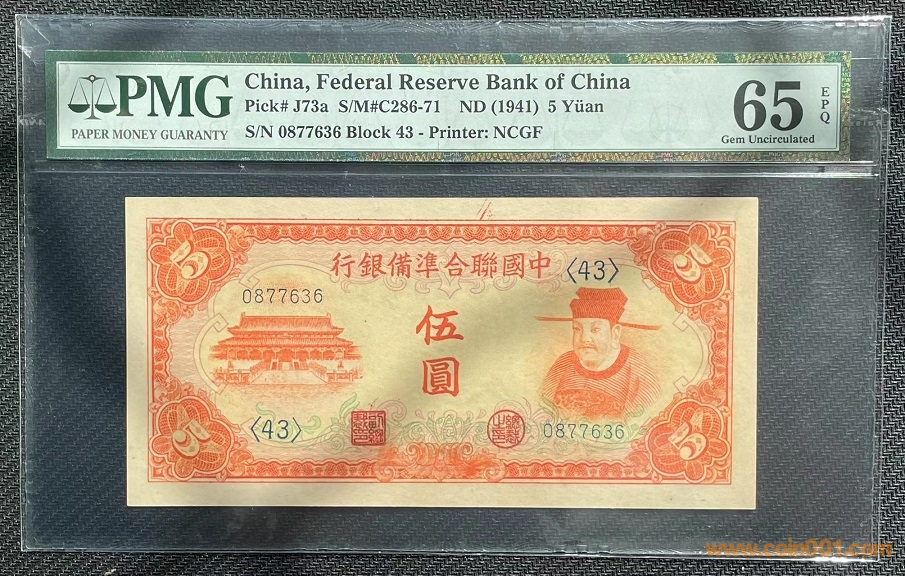 PMG
PAPER MONEY GUARANTY
China, Federal Reserve Bank of China
Pick# J73a S/M#C286-71 ND (1941) 5 Yüan
S/N 0877636 Block 43 - Printer: NCGF
65
EPQ
Gem Uncirculated
行銀備準合聯國中
〈43〉
0877636
伍圓
〈43〉
0877636
5
5
5
5
www.coin001.com